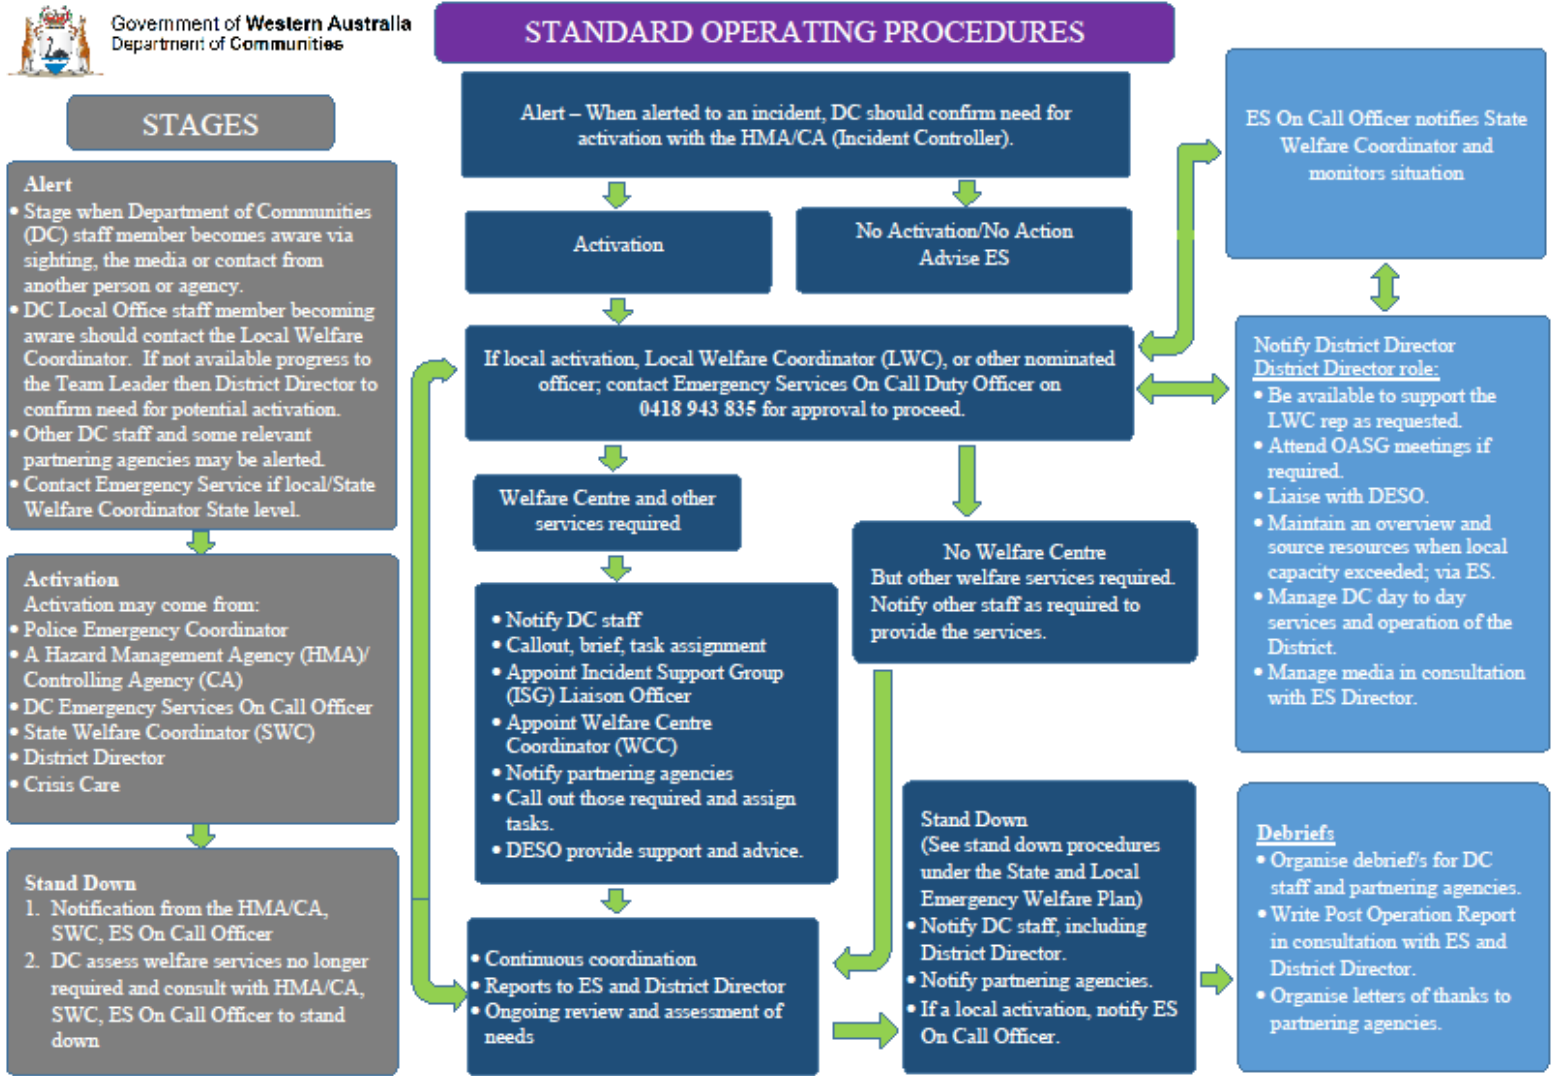 Government of Western Australia
Department of Communities
STANDARD OPERATING PROCEDURES
STAGES
Alert
• Stage when Department of Communities
(DC) staff member becomes aware via
sighting, the media or contact from
another person or agency.
• DC Local Office staff member becoming
aware should contact the Local Welfare
Coordinator. If not available progress to
the Team Leader then District Director to
confirm need for potential activation.
• Other DC staff and some relevant
partnering agencies may be alerted.
• Contact Emergency Service if local/State
Welfare Coordinator State level.
Activation
Activation may come from:
• Police Emergency Coordinator
• A Hazard Management Agency (HMA)/
Controlling Agency (CA)
• DC Emergency Services On Call Officer
• State Welfare Coordinator (SWC)
• District Director
• Crisis Care
Stand Down
1. Notification from the HMA/CA,
SWC, ES On Call Officer
2. DC assess welfare services no longer
required and consult with HMA/CA,
SWC, ES On Call Officer to stand
down
Alert – When alerted to an incident, DC should confirm need for
activation with the HMA/CA (Incident Controller).
Activation
No Activation/No Action
Advise ES
If local activation, Local Welfare Coordinator (LWC), or other nominated
officer; contact Emergency Services On Call Duty Officer on
0418 943 835 for approval to proceed.
Welfare Centre and other
services required
No Welfare Centre
But other welfare services required.
Notify other staff as required to
provide the services.
• Notify DC staff
• Callout, brief, task assignment
• Appoint Incident Support Group
(ISG) Liaison Officer
• Appoint Welfare Centre
Coordinator (WCC)
• Notify partnering agencies
• Call out those required and assign
tasks.
• DESO provide support and advice.
• Continuous coordination
• Reports to ES and District Director
• Ongoing review and assessment of
needs
Stand Down
(See stand down procedures
under the State and Local
Emergency Welfare Plan)
• Notify DC staff, including
District Director.
• Notify partnering agencies.
• If a local activation, notify ES
On Call Officer.
ES On Call Officer notifies State
Welfare Coordinator and
monitors situation
Notify District Director
District Director role:
• Be available to support the
LWC rep as requested.
• Attend OASG meetings if
required.
• Liaise with DESO.
• Maintain an overview and
source resources when local
capacity exceeded; via ES.
• Manage DC day to day
services and operation of the
District.
• Manage media in consultation
with ES Director.
Debriefs
• Organise debrief/s for DC
staff and partnering agencies.
• Write Post Operation Report
in consultation with ES and
District Director.
• Organise letters of thanks to
partnering agencies.